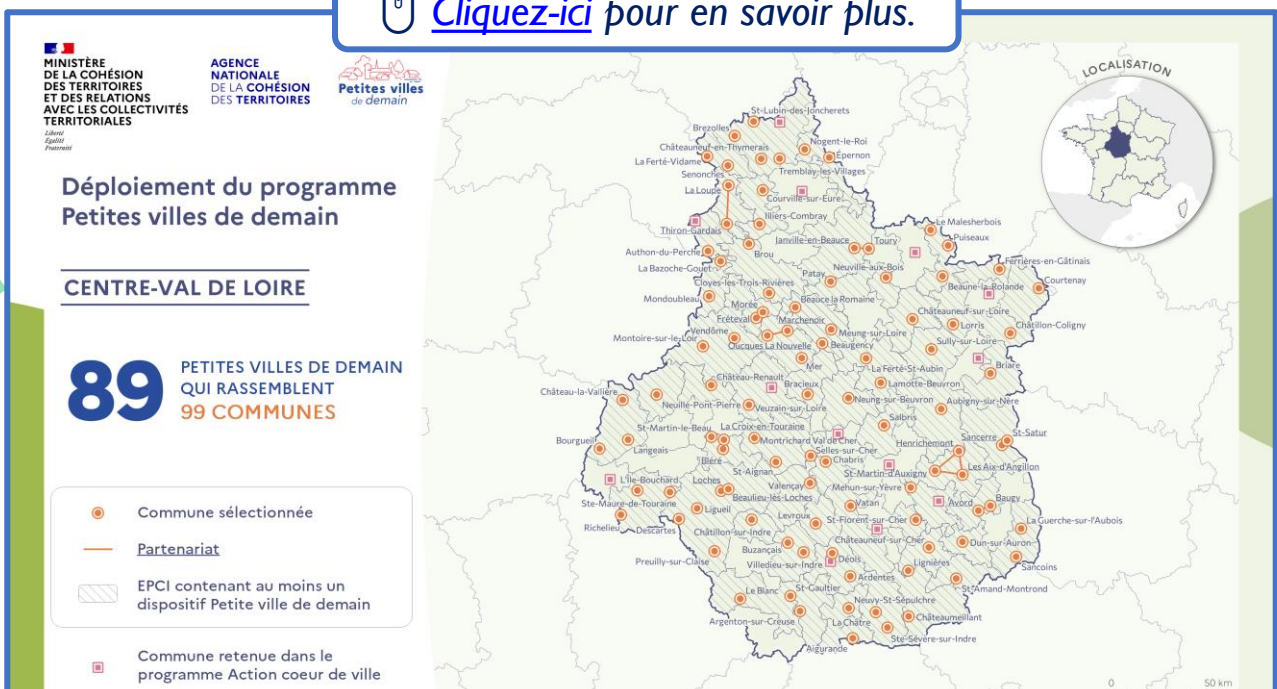 Cliquez-ici pour en savoir plus.
MINISTÈRE
DE LA COHÉSION
DES TERRITOIRES
ET DES RELATIONS
AVEC LES COLLECTIVITÉS
TERRITORIALES
Liberté
Égalité
Fraternité
AGENCE
NATIONALE
DE LA COHÉSION
DES TERRITOIRES
Petites villes
de demain
Déploiement du programme
Petites villes de demain
CENTRE-VAL DE LOIRE
89
PETITES VILLES DE DEMAIN
QUI RASSEMBLENT
99 COMMUNES
Commune sélectionnée
Partenariat
EPCI contenant au moins un
dispositif Petite ville de demain
Commune retenue dans le
programme Action coeur de ville
LOCALISATION
St-Lubin-des-Joncherets
Brezolles
Nogent-le-Roi
Châteauneuf-en-Thymerais
Épernon
La Ferté-Vidame
Tremblay-les-Villages
Senonches
La Loupe
Courville-sur-Eure
Illiers-Combray
Thiron-Gardais
Le Malesherbois
Janville-en-Beauce
Toury
Puiseaux
Authon-du-Perche
Brou
La Bazoche-Gouet
Patay
Neuville-aux-Bois
Ferrières-en-Gâtinais
Cloyes-les-Trois-Rivières
Beaune-la-Rolande
Courtenay
Mondoubleau
Morée
Beauce la Romaine
Châteauneuf-sur-Loire
Fréteval
Marchenoir
Lorris
Châtillon-Coligny
Vendôme
Meung-sur-Loire
Montoire-sur-le-Loir
Oucques La Nouvelle
Beaugency
Sully-sur-Loire
Mer
La Ferté-St-Aubin
Briare
Château-Renault
Bracieux
Lamotte-Beuvron
Château-la-Vallière
Neuillé-Pont-Pierre
Veuzain-sur-Loire
Neung-sur-Beuvron
Aubigny-sur-Nère
Salbris
St-Martin-le-Beau
La Croix-en-Touraine
Bourgueil
Montrichard Val de Cher
Henrichemont
Sancerre
St-Satur
Langeais
Bléré
Selles-sur-Cher
Chabris
St-Aignan
St-Martin-d'Auxigny
Les Aix-d'Angillon
L'Île-Bouchard
Loches
Valençay
Mehun-sur-Yèvre
Beaulieu-lès-Loches
Avord
Baugy
Ste-Maure-de-Touraine
Ligueil
Levroux
Vatan
Richelieu
Descartes
Châtillon-sur-Indre
St-Florent-sur-Cher
La Guerche-sur-l'Aubois
Châteauneuf-sur-Cher
Dun-sur-Auron
Preuilly-sur-Claise
Buzançais
Villedieu-sur-Indre
Déols
Lignières
Sancoins
Ardentes
Le Blanc
St-Gaultier
St-Amand-Montrond
Neuvy-St-Sépulchre
Argenton-sur-Creuse
La Châtre
Châteaumeillant
Ste-Sévère-sur-Indre
Aigurande
0
50 km